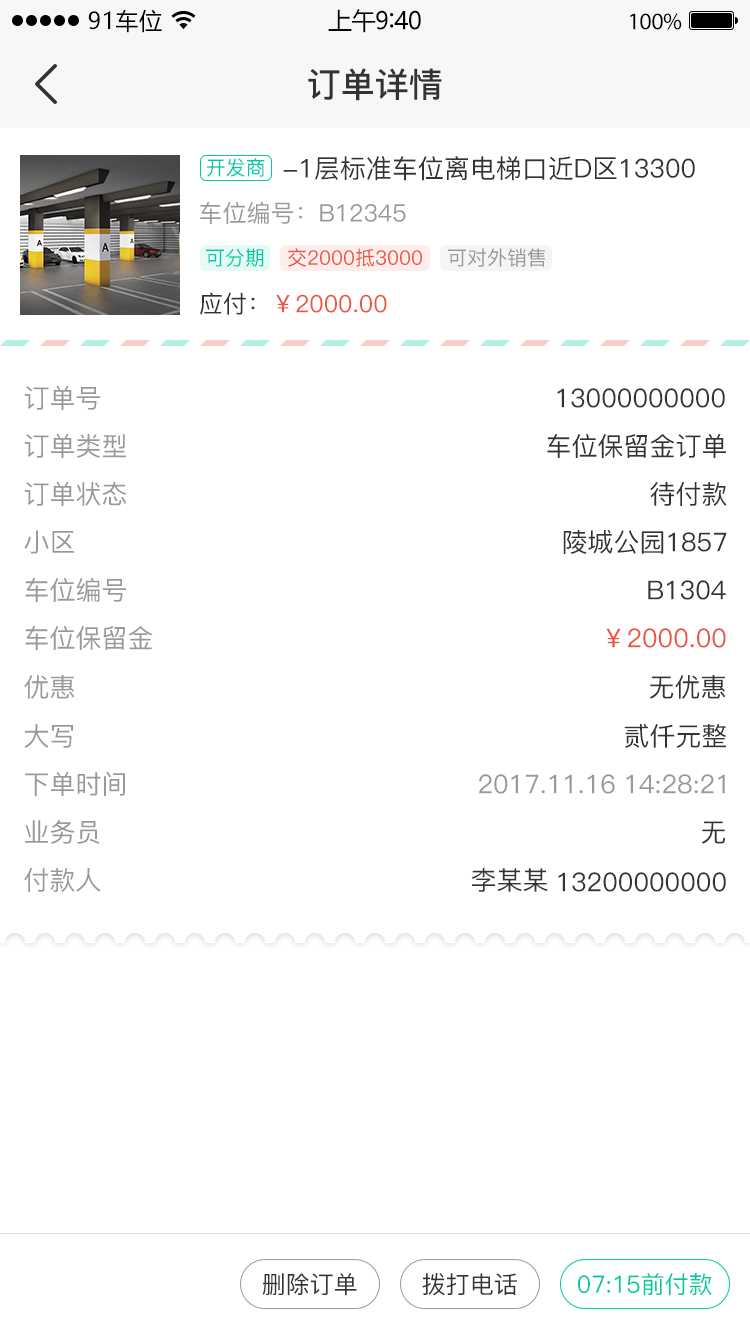 91车位 上午9:40 100%
订单详情
开发商 -1层标准车位离电梯口近D区13300
车位编号：B12345
可分期 交2000抵3000 可对外销售
应付：￥2000.00
A A A
订单号 13000000000
订单类型 车位保留金订单
订单状态 待付款
小区 陵城公园1857
车位编号 B1304
车位保留金 ￥2000.00
优惠 无优惠
大写 贰仟元整
下单时间 2017.11.16 14:28:21
业务员 无
付款人 李某某 13200000000
删除订单 拨打电话 07:15前付款